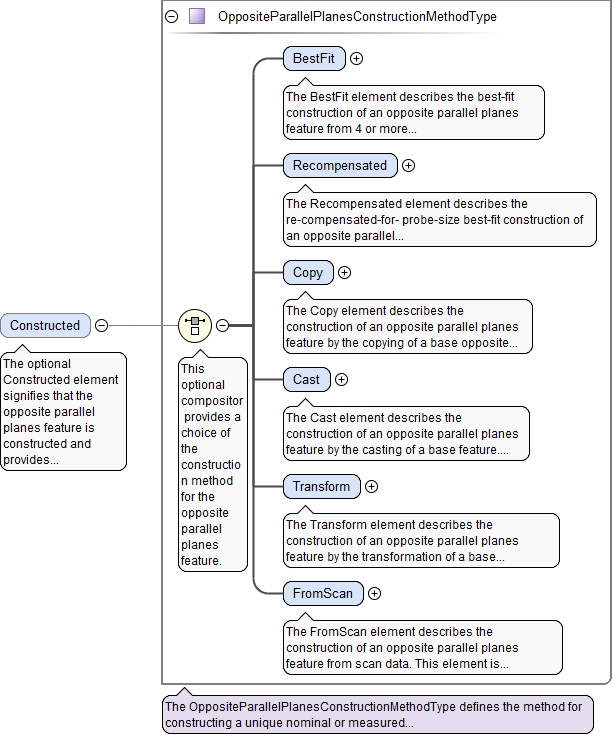 OppositeParallelPlanesConstructionMethodType
BestFit
The BestFit element describes the best-fit
construction of an opposite parallel planes
feature from 4 or more...
Recompensated
The Recompensated element describes the
re-compensated-for- probe-size best-fit construction of
an opposite parallel...
Copy
The Copy element describes the
construction of an opposite parallel planes
feature by the copying of a base opposite...
Constructed
The optional
Constructed element
signifies that the
opposite parallel
planes feature is
constructed and
provides...
This
optional
compositor
provides a
choice of
the
constructio
n method
for the
opposite
parallel
planes
feature.
Cast
The Cast element describes the
construction of an opposite parallel planes
feature by the casting of a base feature....
Transform
The Transform element describes the
construction of an opposite parallel planes
feature by the transformation of a base...
FromScan
The FromScan element describes the
construction of an opposite parallel planes
feature from scan data. This element is...
The OppositeParallelPlanesConstructionMethodType defines the method for
constructing a unique nominal or measured...